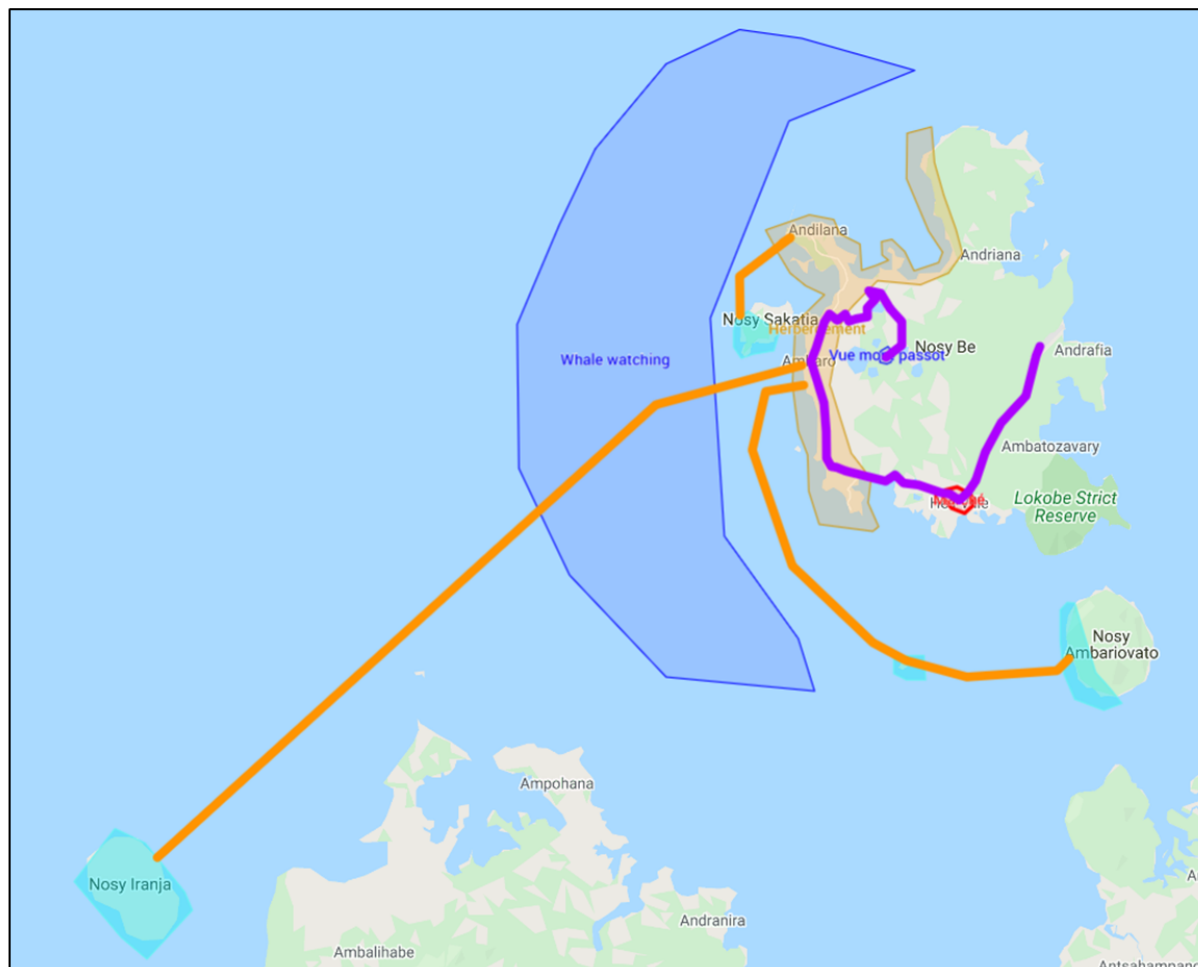 Andilana
Andriana
Nosy Sakatia
Hébergement
Nosy Be
Andrafia
Whale watching
Vue mont passot
Ambatozavary
Lokobe Strict
Reserve
Nosy
Ambariovato
Ampohana
Nosy Iranja
Andranira
Ambalihabe